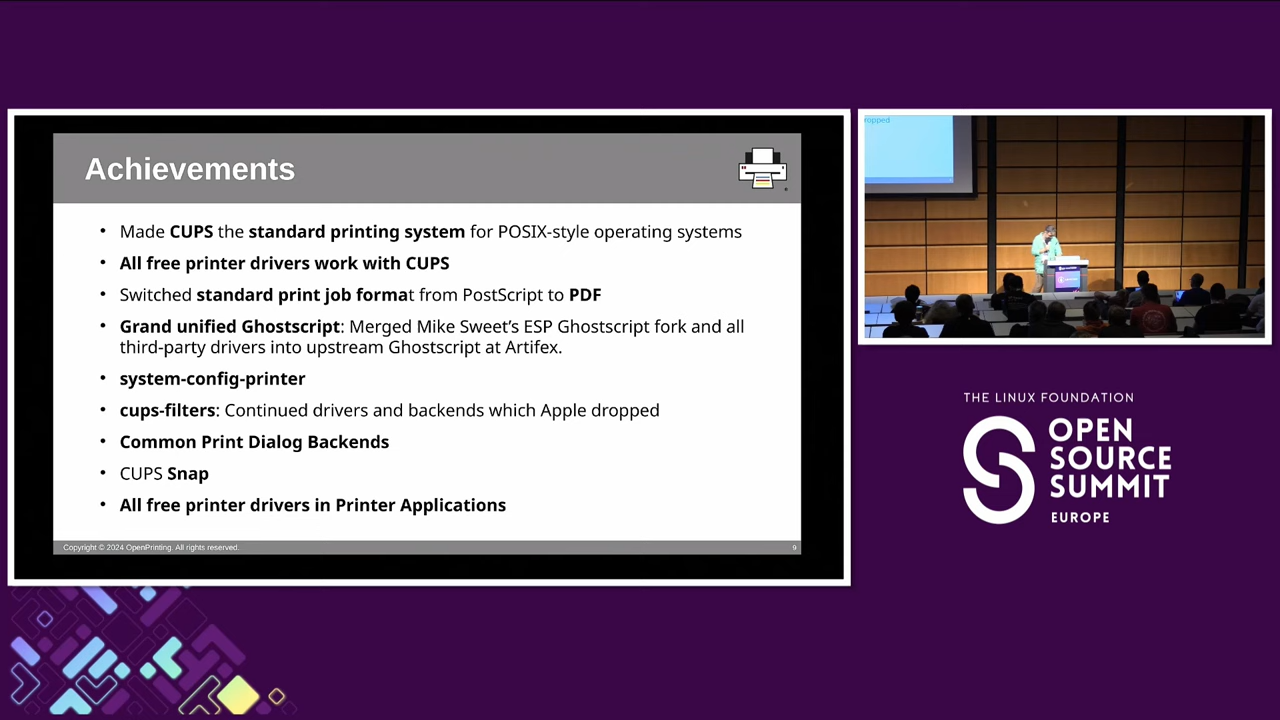 Achievements
• Made CUPS the standard printing system for POSIX-style operating systems
• All free printer drivers work with CUPS
• Switched standard print job format from PostScript to PDF
• Grand unified Ghostscript: Merged Mike Sweet's ESP Ghostscript fork and all
third-party drivers into upstream Ghostscript at Artifex.
• system-config-printer
• cups-filters: Continued drivers and backends which Apple dropped
• Common Print Dialog Backends
• CUPS Snap
• All free printer drivers in Printer Applications
Copyright © 2024 OpenPrinting. All rights reserved.
9
ropped
THE LINUX FOUNDATION
OPEN
SOURCE
SUMMIT
EUROPE